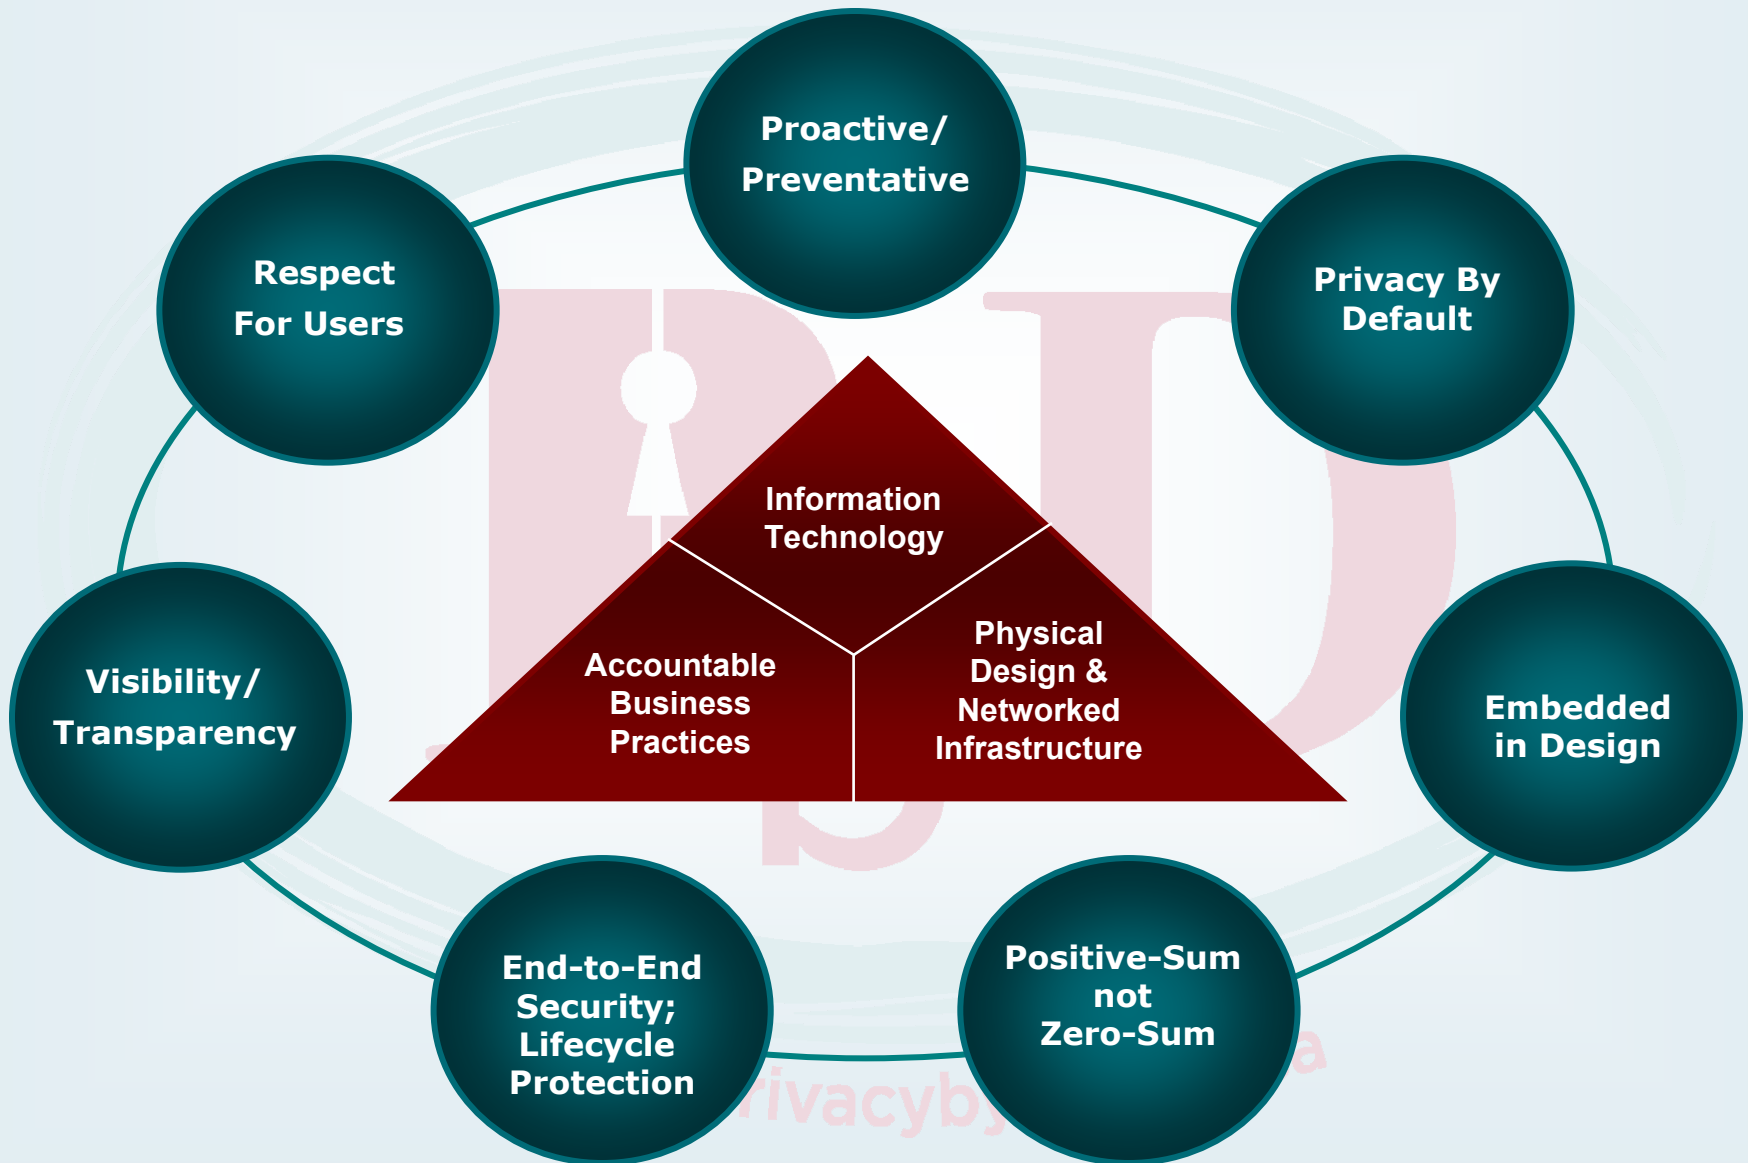 Proactive/
Preventative
Privacy By
Default
Embedded
in Design
Positive-Sum
not
Zero-Sum
End-to-End
Security;
Lifecycle
Protection
Visibility/
Transparency
Respect
For Users
Information
Technology
Accountable
Business
Practices
Physical
Design &
Networked
Infrastructure